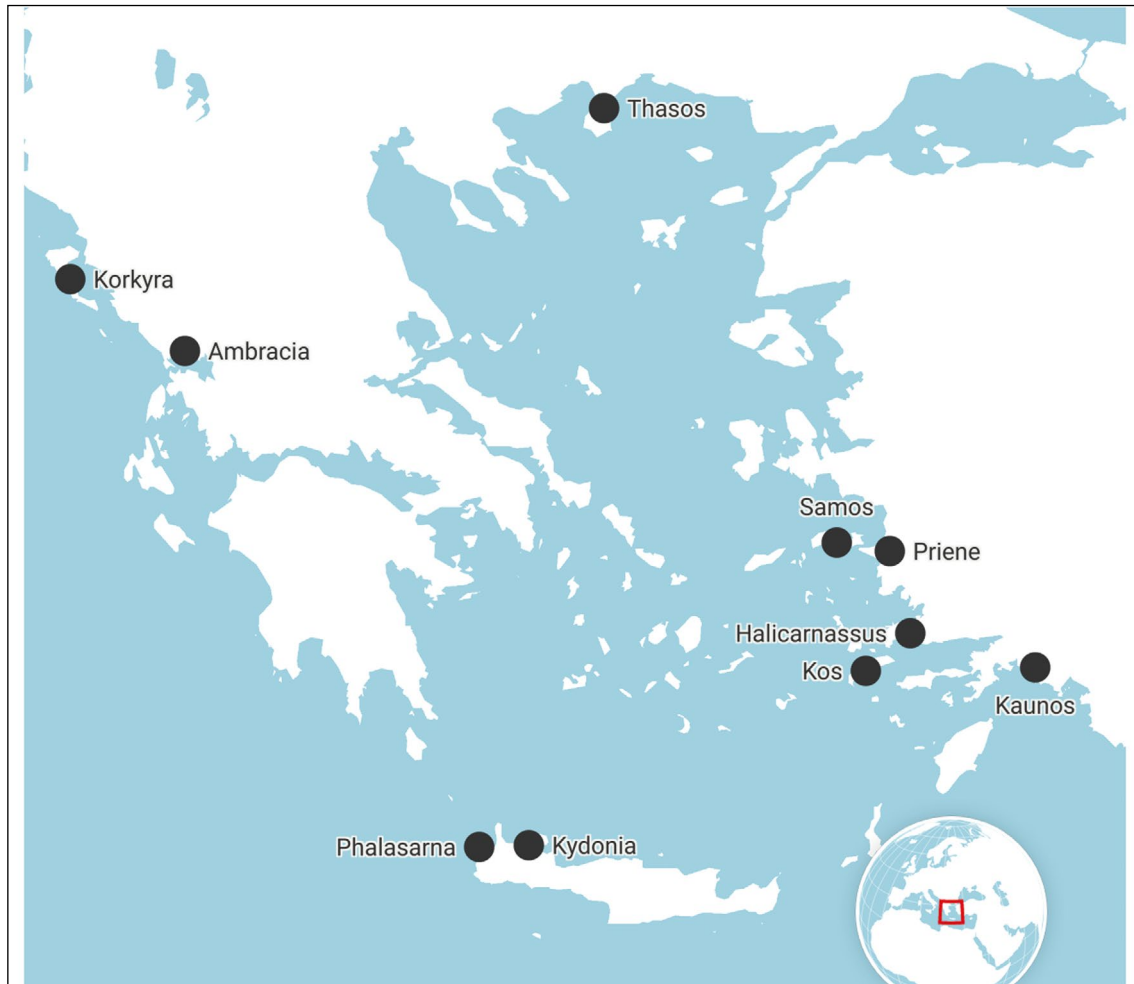 Thasos
Korkyra
Ambracia
Samos
Priene
Halicarnassus
Kos
Kaunos
Phalasarna
Kydonia